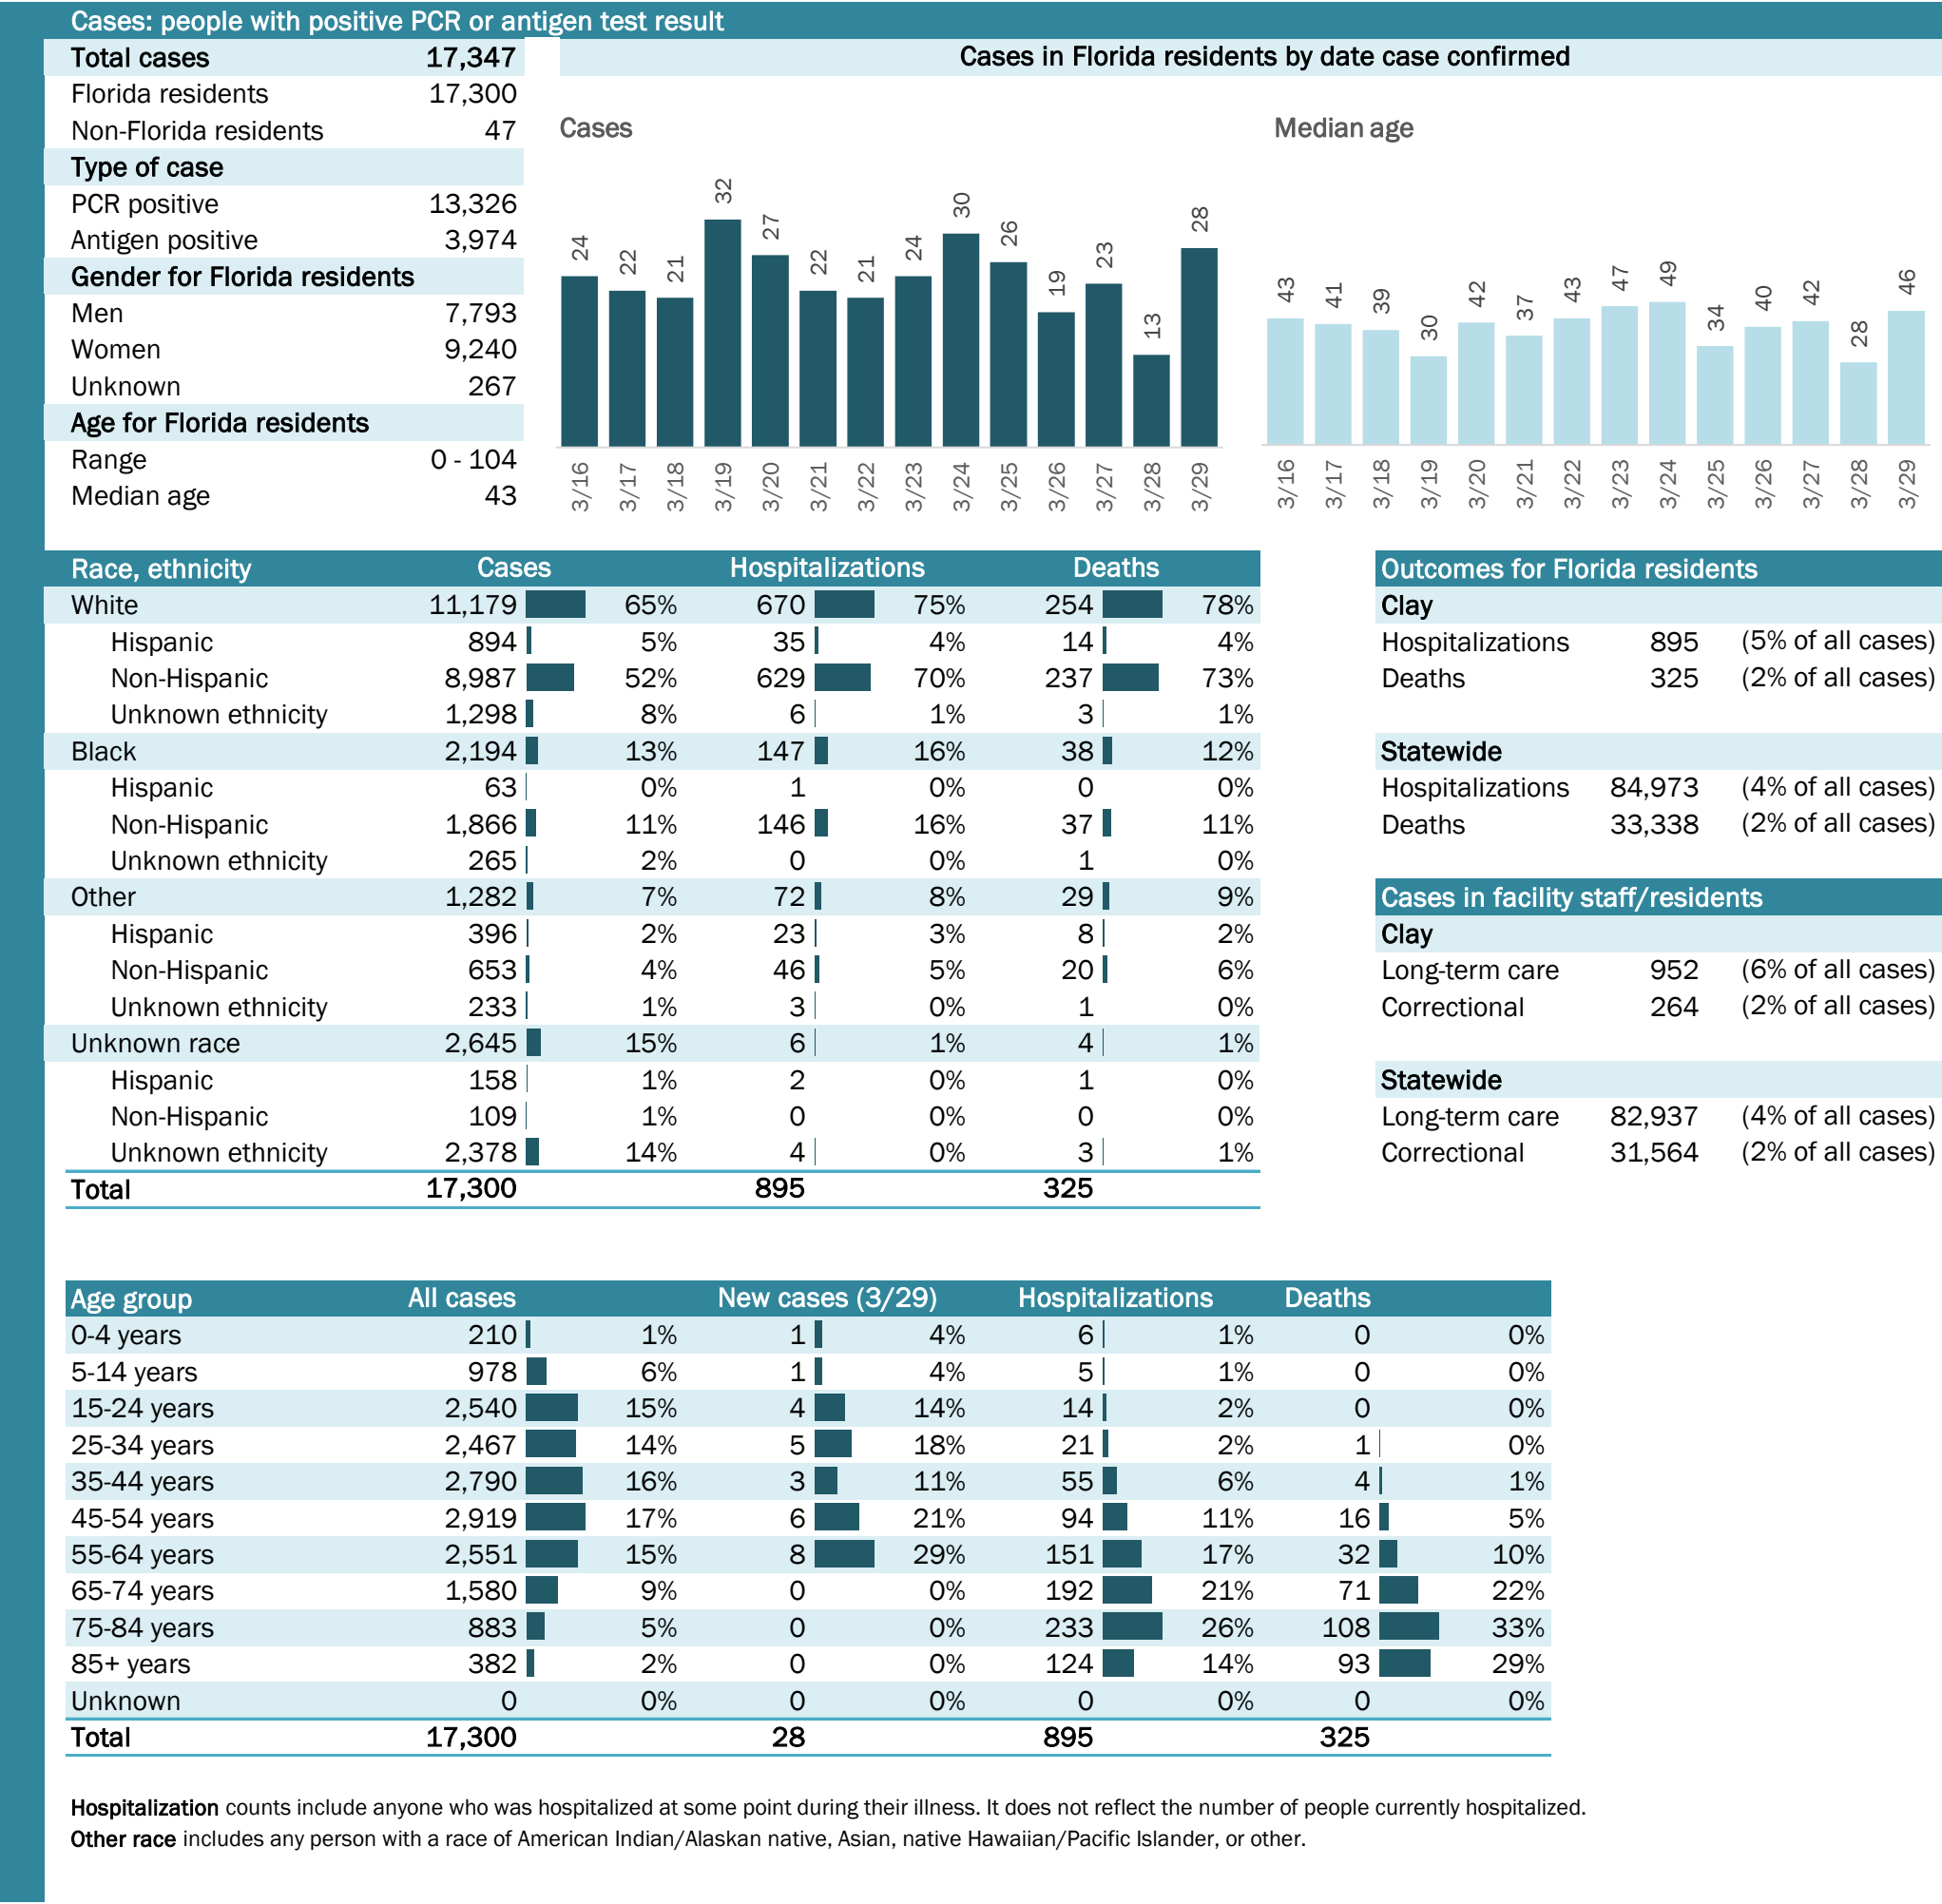 Cases: people with positive PCR or antigen test result
Total cases 17,347
Florida residents 17,300
Non-Florida residents 47
Type of case
PCR positive 13,326
Antigen positive 3,974
Gender for Florida residents
Men 7,793
Women 9,240
Unknown 267
Age for Florida residents
Range 0 - 104
Median age 43
Cases in Florida residents by date case confirmed
Cases
24 22 21 32 27 22 21 24 30 26 19 23 13 28
3/16 3/17 3/18 3/19 3/20 3/21 3/22 3/23 3/24 3/25 3/26 3/27 3/28 3/29
Median age
43 41 39 30 42 37 43 47 49 34 40 42 28 46
3/16 3/17 3/18 3/19 3/20 3/21 3/22 3/23 3/24 3/25 3/26 3/27 3/28 3/29
Race, ethnicity Cases Hospitalizations Deaths
White 11,179 65% 670 75% 254 78%
Hispanic 894 5% 35 4% 14 4%
Non-Hispanic 8,987 52% 629 70% 237 73%
Unknown ethnicity 1,298 8% 6 1% 3 1%
Black 2,194 13% 147 16% 38 12%
Hispanic 63 0% 1 0% 0 0%
Non-Hispanic 1,866 11% 146 16% 37 11%
Unknown ethnicity 265 2% 0 0% 1 0%
Other 1,282 7% 72 8% 29 9%
Hispanic 396 2% 23 3% 8 2%
Non-Hispanic 653 4% 46 5% 20 6%
Unknown ethnicity 233 1% 3 0% 1 0%
Unknown race 2,645 15% 6 1% 4 1%
Hispanic 158 1% 2 0% 1 0%
Non-Hispanic 109 1% 0 0% 0 0%
Unknown ethnicity 2,378 14% 4 0% 3 1%
Total 17,300 895 325
Outcomes for Florida residents
Clay
Hospitalizations 895 (5% of all cases)
Deaths 325 (2% of all cases)
Statewide
Hospitalizations 84,973 (4% of all cases)
Deaths 33,338 (2% of all cases)
Cases in facility staff/residents
Clay
Long-term care 952 (6% of all cases)
Correctional 264 (2% of all cases)
Statewide
Long-term care 82,937 (4% of all cases)
Correctional 31,564 (2% of all cases)
Age group All cases New cases (3/29) Hospitalizations Deaths
0-4 years 210 1% 1 4% 6 1% 0 0%
5-14 years 978 6% 1 4% 5 1% 0 0%
15-24 years 2,540 15% 4 14% 14 2% 0 0%
25-34 years 2,467 14% 5 18% 21 2% 1 0%
35-44 years 2,790 16% 3 11% 55 6% 4 1%
45-54 years 2,919 17% 6 21% 94 11% 16 5%
55-64 years 2,551 15% 8 29% 151 17% 32 10%
65-74 years 1,580 9% 0 0% 192 21% 71 22%
75-84 years 883 5% 0 0% 233 26% 108 33%
85+ years 382 2% 0 0% 124 14% 93 29%
Unknown 0 0% 0 0% 0 0% 0 0%
Total 17,300 28 895 325
Hospitalization counts include anyone who was hospitalized at some point during their illness. It does not reflect the number of people currently hospitalized.
Other race includes any person with a race of American Indian/Alaskan native, Asian, native Hawaiian/Pacific Islander, or other.